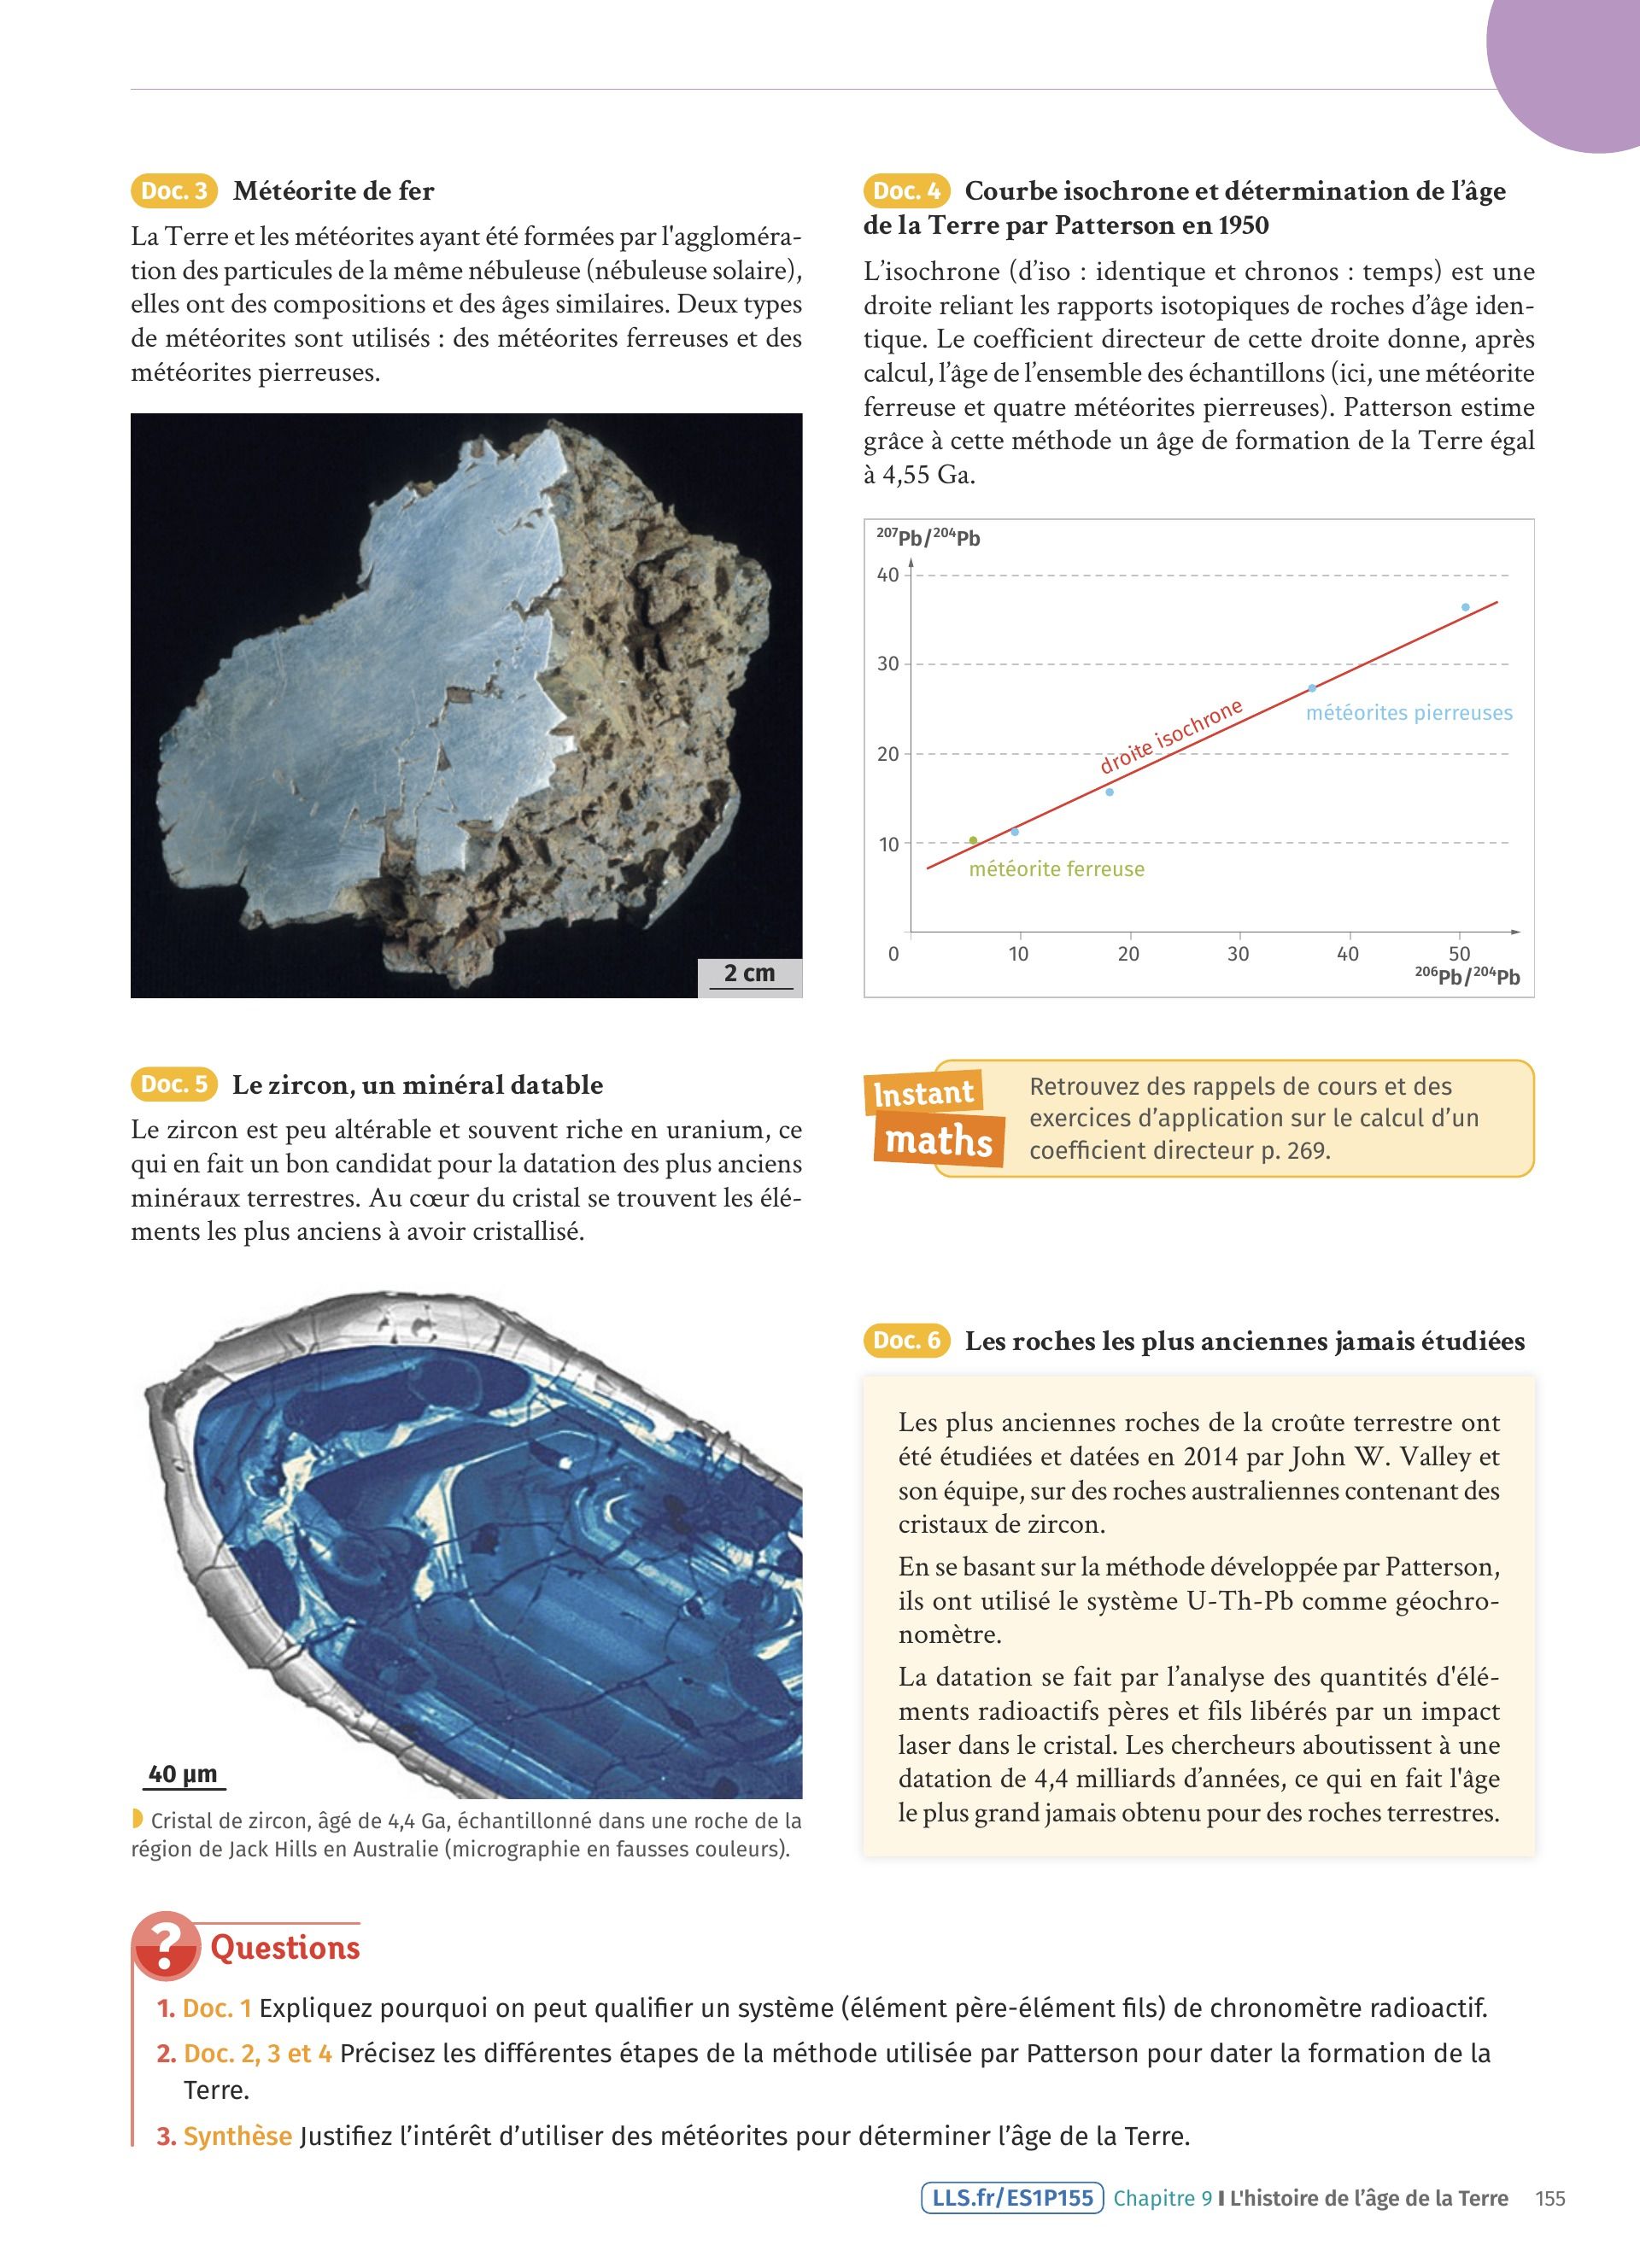 Doc. 3 Météorite de fer
La Terre et les météorites ayant été formées par l'aggloméra-
tion des particules de la même nébuleuse (nébuleuse solaire),
elles ont des compositions et des âges similaires. Deux types
de météorites sont utilisés : des météorites ferreuses et des
météorites pierreuses.
2 cm
Doc. 4 Courbe isochrone et détermination de l’âge
de la Terre par Patterson en 1950
L’isochrone (d’iso : identique et chronos : temps) est une
droite reliant les rapports isotopiques de roches d’âge iden-
tique. Le coefficient directeur de cette droite donne, après
calcul, l’âge de l’ensemble des échantillons (ici, une météorite
ferreuse et quatre météorites pierreuses). Patterson estime
grâce à cette méthode un âge de formation de la Terre égal
à 4,55 Ga.
²⁰⁷Pb/²⁰⁴Pb
40
30
20
10
droite isochrone
météorites pierreuses
météorite ferreuse
0 10 20 30 40 50
²⁰⁶Pb/²⁰⁴Pb
Doc. 5 Le zircon, un minéral datable
Le zircon est peu altérable et souvent riche en uranium, ce
qui en fait un bon candidat pour la datation des plus anciens
minéraux terrestres. Au cœur du cristal se trouvent les élé-
ments les plus anciens à avoir cristallisé.
40 µm
Cristal de zircon, âgé de 4,4 Ga, échantillonné dans une roche de la
région de Jack Hills en Australie (micrographie en fausses couleurs).
Instant
maths
Retrouvez des rappels de cours et des
exercices d’application sur le calcul d’un
coefficient directeur p. 269.
Doc. 6 Les roches les plus anciennes jamais étudiées
Les plus anciennes roches de la croûte terrestre ont
été étudiées et datées en 2014 par John W. Valley et
son équipe, sur des roches australiennes contenant des
cristaux de zircon.
En se basant sur la méthode développée par Patterson,
ils ont utilisé le système U-Th-Pb comme géochro-
nomètre.
La datation se fait par l’analyse des quantités d'élé-
ments radioactifs pères et fils libérés par un impact
laser dans le cristal. Les chercheurs aboutissent à une
datation de 4,4 milliards d’années, ce qui en fait l'âge
le plus grand jamais obtenu pour des roches terrestres.
? Questions
1. Doc. 1 Expliquez pourquoi on peut qualifier un système (élément père-élément fils) de chronomètre radioactif.
2. Doc. 2, 3 et 4 Précisez les différentes étapes de la méthode utilisée par Patterson pour dater la formation de la
Terre.
3. Synthèse Justifiez l’intérêt d’utiliser des météorites pour déterminer l’âge de la Terre.
LLS.fr/ES1P155 Chapitre 9 I L'histoire de l’âge de la Terre 155